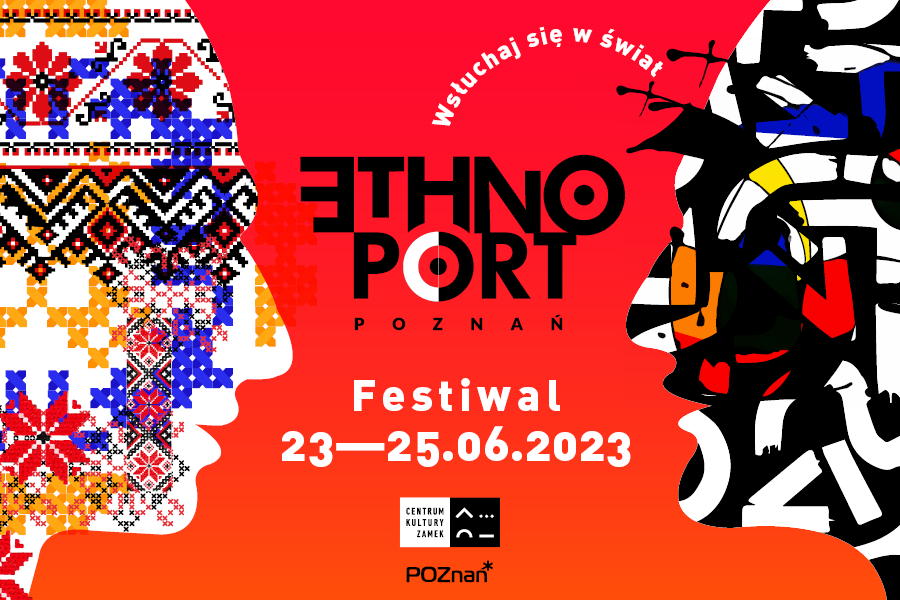 Wsłuchaj się w świat
ETHNO
PORT
POZNAŃ
Festiwal
23—25.06.2023
CENTRUM
KULTURY
ZAMEK
POZnan*